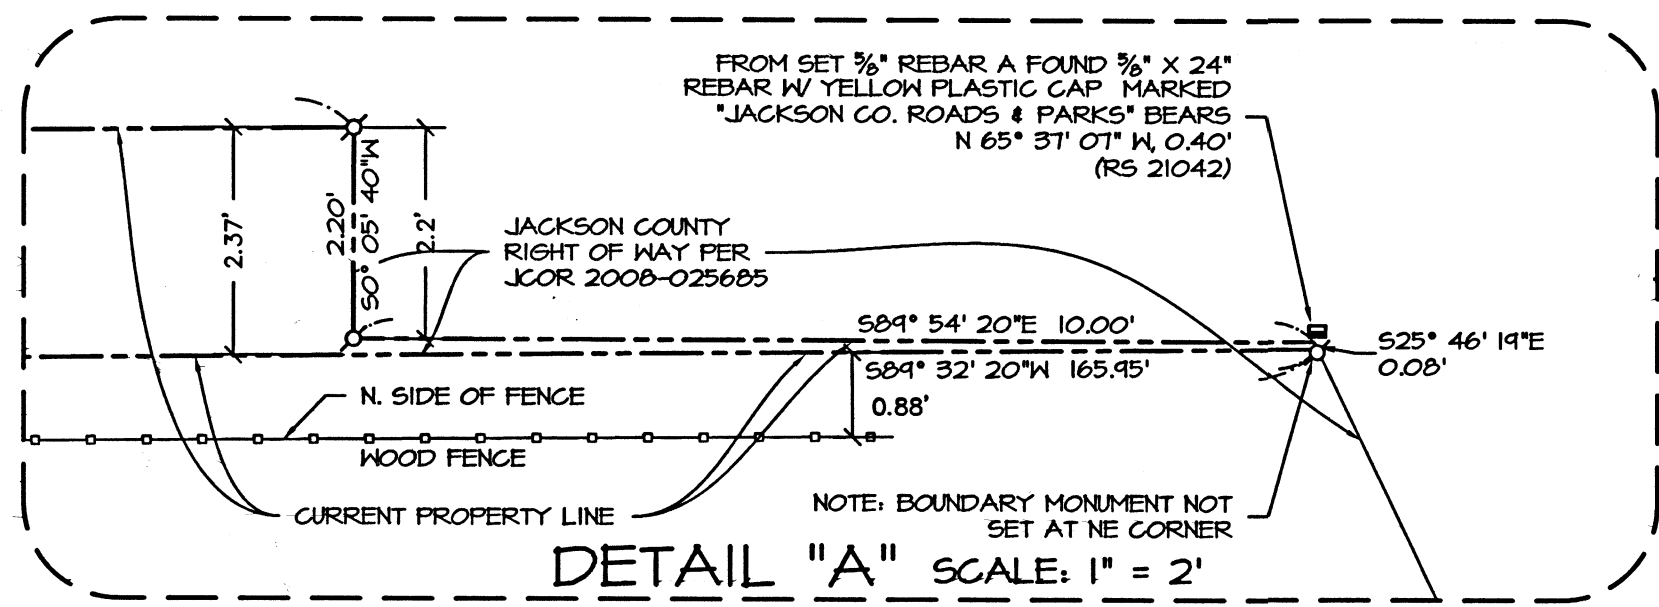 FROM SET 5/8" REBAR A FOUND 5/8" X 24"
REBAR W/ YELLOW PLASTIC CAP MARKED
"JACKSON CO. ROADS & PARKS" BEARS
N 65° 37' 07" W, 0.40'
(RS 21042)
2.37'
2.20'
S0° 05' 40"W
2.2'
JACKSON COUNTY
RIGHT OF WAY PER
JCOR 2008-025685
S89° 54' 20"E 10.00'
S89° 32' 20"W 165.95'
S25° 46' 19"E
0.08'
0.88'
N. SIDE OF FENCE
WOOD FENCE
CURRENT PROPERTY LINE
NOTE: BOUNDARY MONUMENT NOT
SET AT NE CORNER
DETAIL "A" SCALE: 1" = 2'